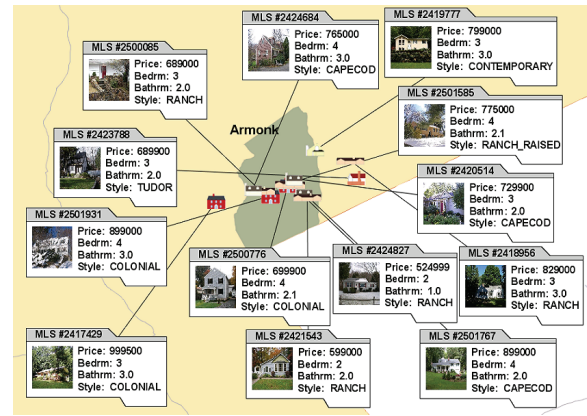 MLS #2424684
Price: 765000
Bedrm: 4
Bathrm: 3.0
Style: CAPECOD
MLS #2419777
Price: 799000
Bedrm: 3
Bathrm: 3.0
Style: CONTEMPORARY
MLS #2500085
Price: 689000
Bedrm: 3
Bathrm: 2.0
Style: RANCH
MLS #2501585
Price: 775000
Bedrm: 4
Bathrm: 2.1
Style: RANCH_RAISED
Armonk
MLS #2423788
Price: 689900
Bedrm: 3
Bathrm: 2.0
Style: TUDOR
MLS #2420514
Price: 729900
Bedrm: 3
Bathrm: 2.0
Style: CAPECOD
MLS #2501931
Price: 899000
Bedrm: 4
Bathrm: 3.0
Style: COLONIAL
MLS #2500776
Price: 699900
Bedrm: 4
Bathrm: 2.1
Style: COLONIAL
MLS #2424827
Price: 524999
Bedrm: 2
Bathrm: 1.0
Style: RANCH
MLS #2418956
Price: 829000
Bedrm: 3
Bathrm: 3.0
Style: RANCH
MLS #2417429
Price: 999500
Bedrm: 3
Bathrm: 3.0
Style: COLONIAL
MLS #2421543
Price: 599000
Bedrm: 2
Bathrm: 2.0
Style: RANCH
MLS #2501767
Price: 899000
Bedrm: 4
Bathrm: 2.0
Style: CAPECOD